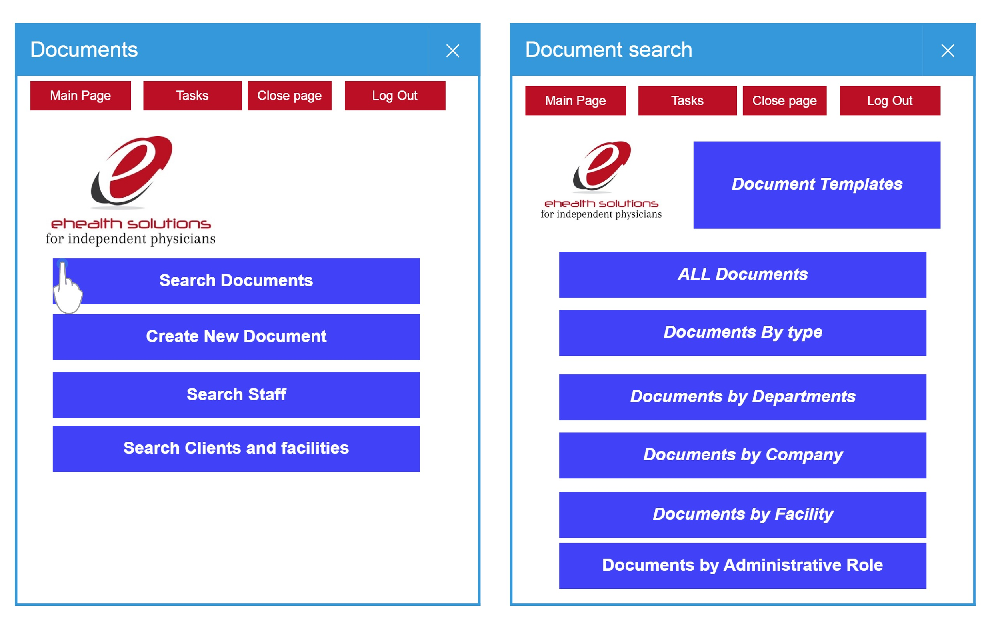 Documents
Main Page
Tasks
Close page
Log Out
ehealth solutions
for independent physicians
Search Documents
Create New Document
Search Staff
Search Clients and facilities
Document search
Main Page
Tasks
Close page
Log Out
ehealth solutions
for independent physicians
Document Templates
ALL Documents
Documents By type
Documents by Departments
Documents by Company
Documents by Facility
Documents by Administrative Role